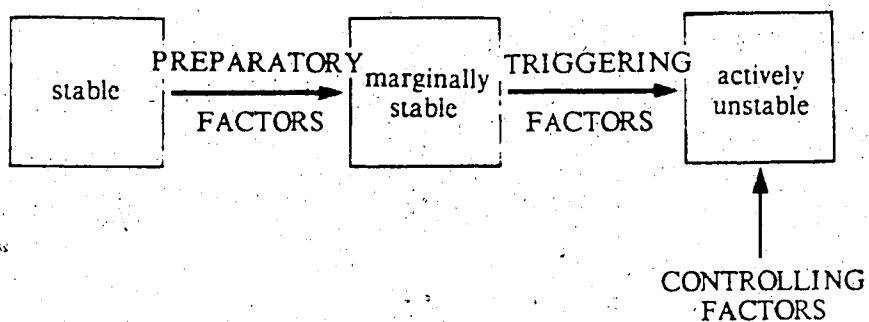 stable
PREPARATORY
FACTORS
marginally
stable
TRIGGERING
FACTORS
actively
unstable
CONTROLLING
FACTORS